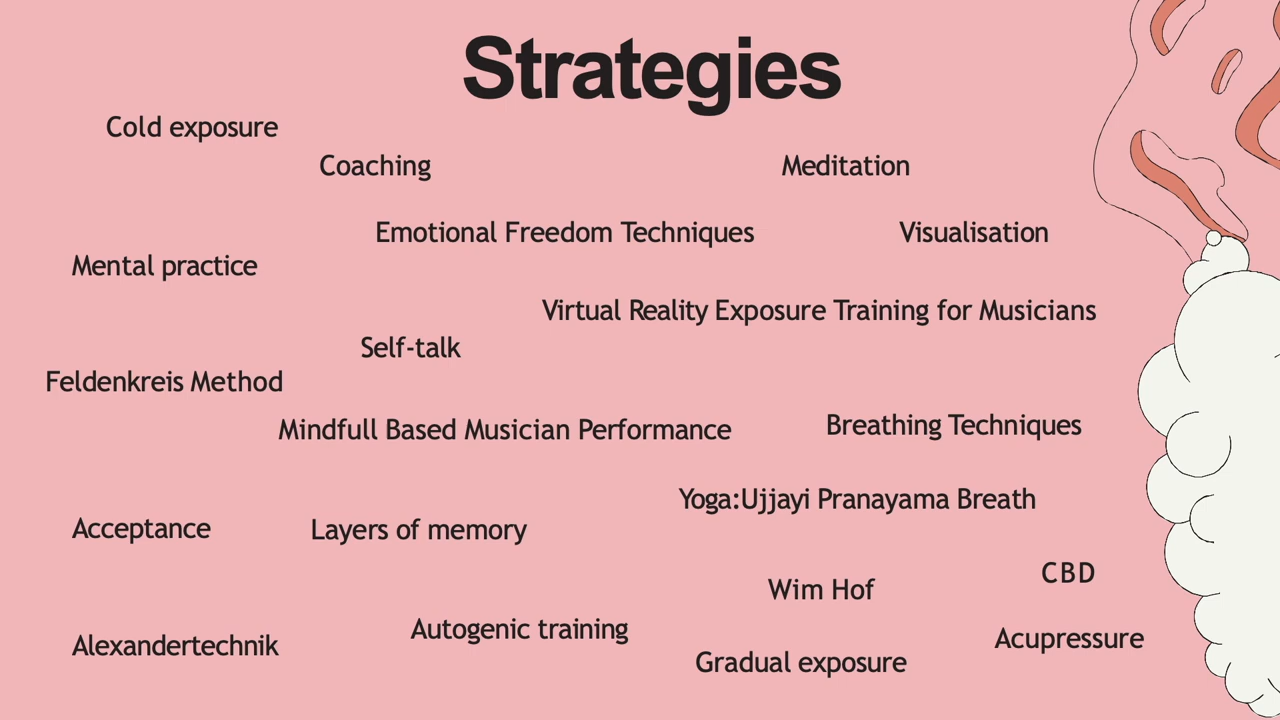 Strategies
Cold exposure
Coaching
Meditation
Emotional Freedom Techniques
Visualisation
Mental practice
Virtual Reality Exposure Training for Musicians
Self-talk
Feldenkreis Method
Mindfull Based Musician Performance
Breathing Techniques
Yoga:Ujjayi Pranayama Breath
Acceptance
Layers of memory
CBD
Wim Hof
Autogenic training
Acupressure
Alexandertechnik
Gradual exposure